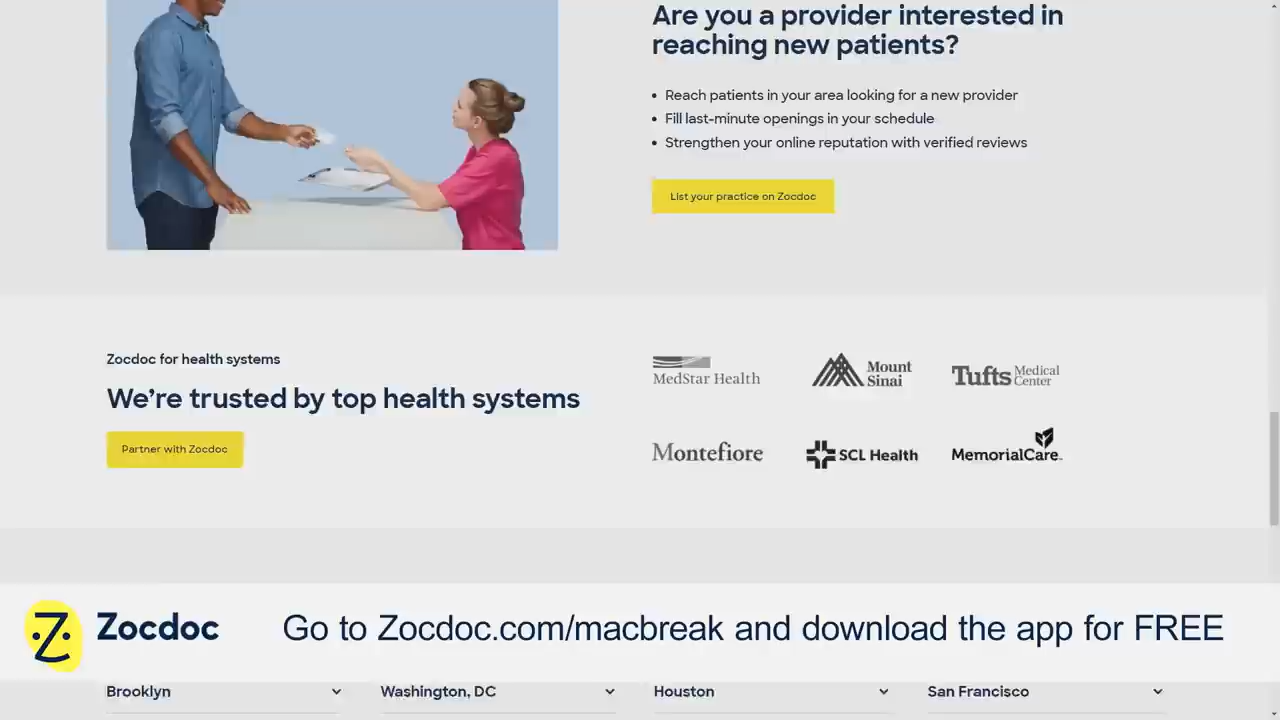 Are you a provider interested in
reaching new patients?
Reach patients in your area looking for a new provider
Fill last-minute openings in your schedule
Strengthen your online reputation with verified reviews
List your practice on Zocdoc
Zocdoc for health systems
We're trusted by top health systems
Partner with Zocdoc
MedStar Health
Mount
Sinai
Tufts Medical
Center
Montefiore
SCL Health
MemorialCare
Zocdoc
Go to Zocdoc.com/macbreak and download the app for FREE
Brooklyn
Washington, DC
Houston
San Francisco